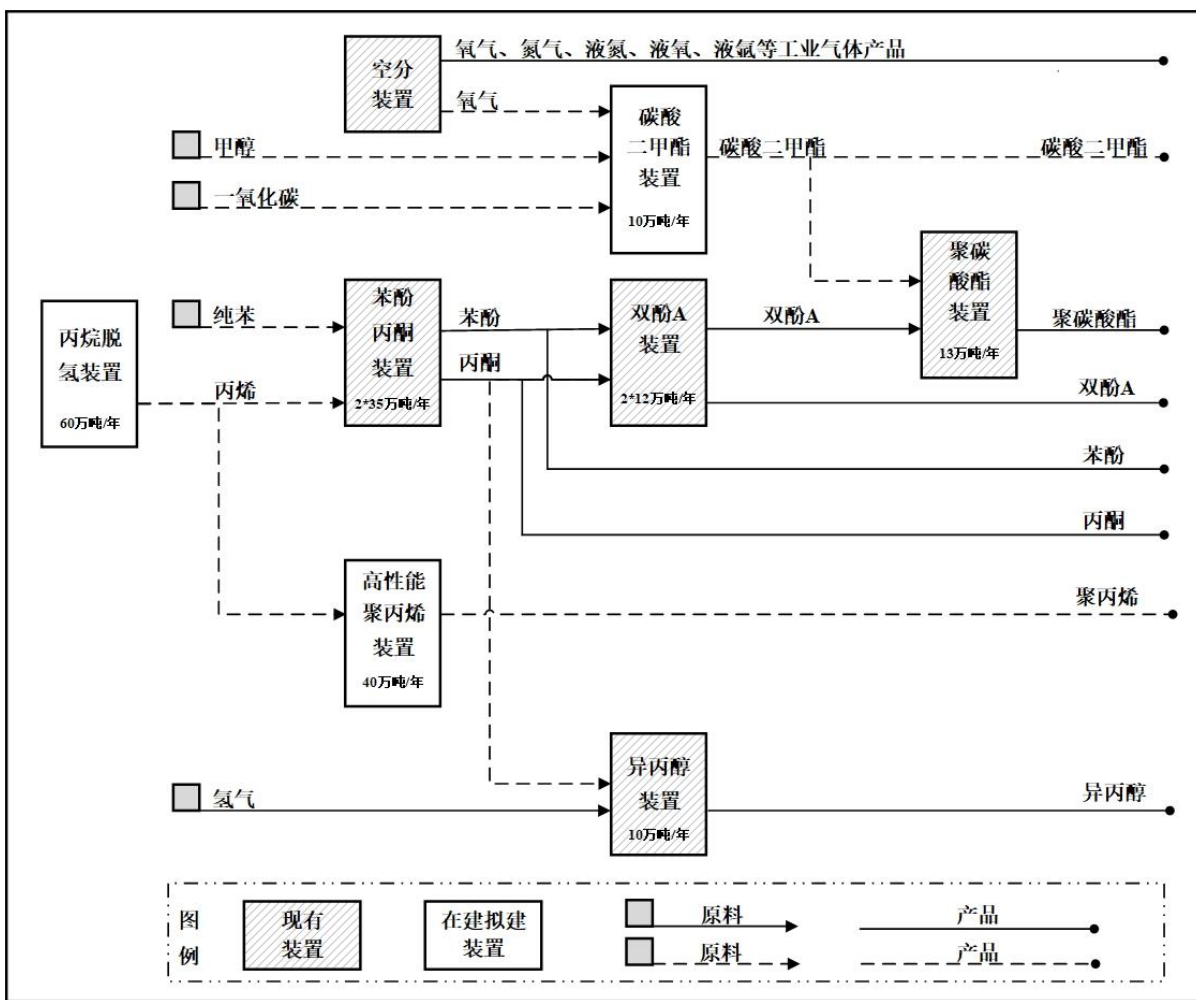 氧气、氮气、液氮、液氧、液氩等工业气体产品
空分
装置
氧气
碳酸
二甲酯
装置
10万吨/年
甲醇
一氧化碳
碳酸二甲酯
碳酸二甲酯
聚碳
酸酯
装置
13万吨/年
丙烷脱
氢装置
60万吨/年
纯苯
丙烯
苯酚
丙酮
装置
2*35万吨/年
苯酚
丙酮
双酚A
装置
2*12万吨/年
双酚A
聚碳酸酯
双酚A
苯酚
丙酮
高性能
聚丙烯
装置
40万吨/年
聚丙烯
氢气
异丙醇
装置
10万吨/年
异丙醇
图
例
现有
装置
在建拟建
装置
原料
原料
产品
产品